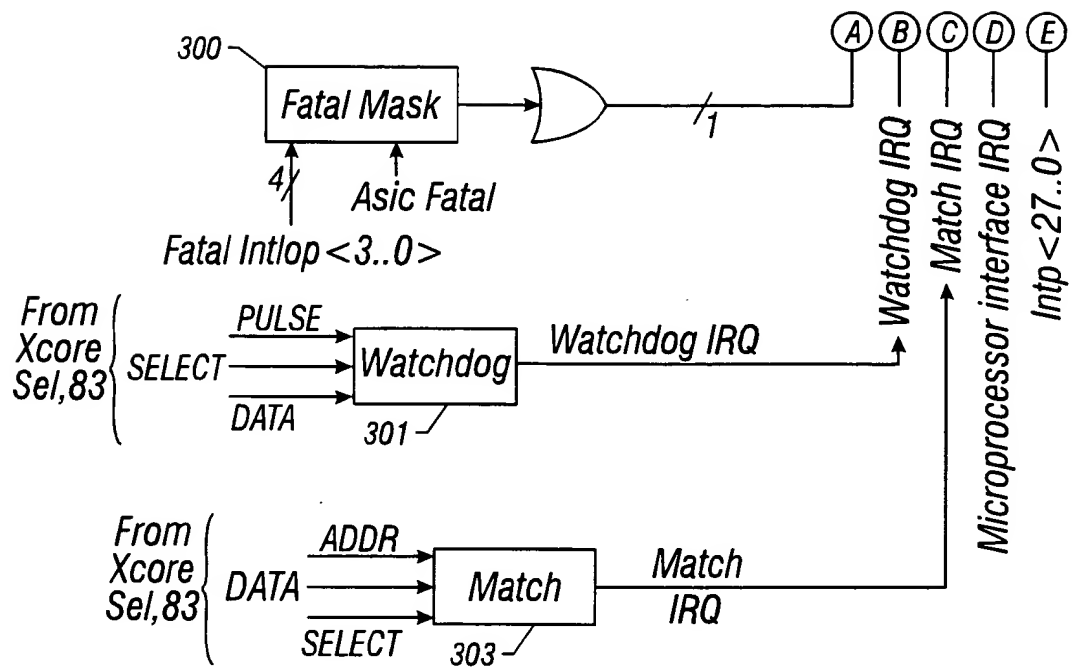 A B C D E
300
Fatal Mask
1
4
Asic Fatal
Fatal Intlop <3..0>
Watchdog IRQ
Match IRQ
Microprocessor interface IRQ
Intp <27..0>
From
Xcore
Sel,83
PULSE
SELECT
DATA
Watchdog
301
Watchdog IRQ
From
Xcore
Sel,83
ADDR
DATA
SELECT
Match
303
Match
IRQ